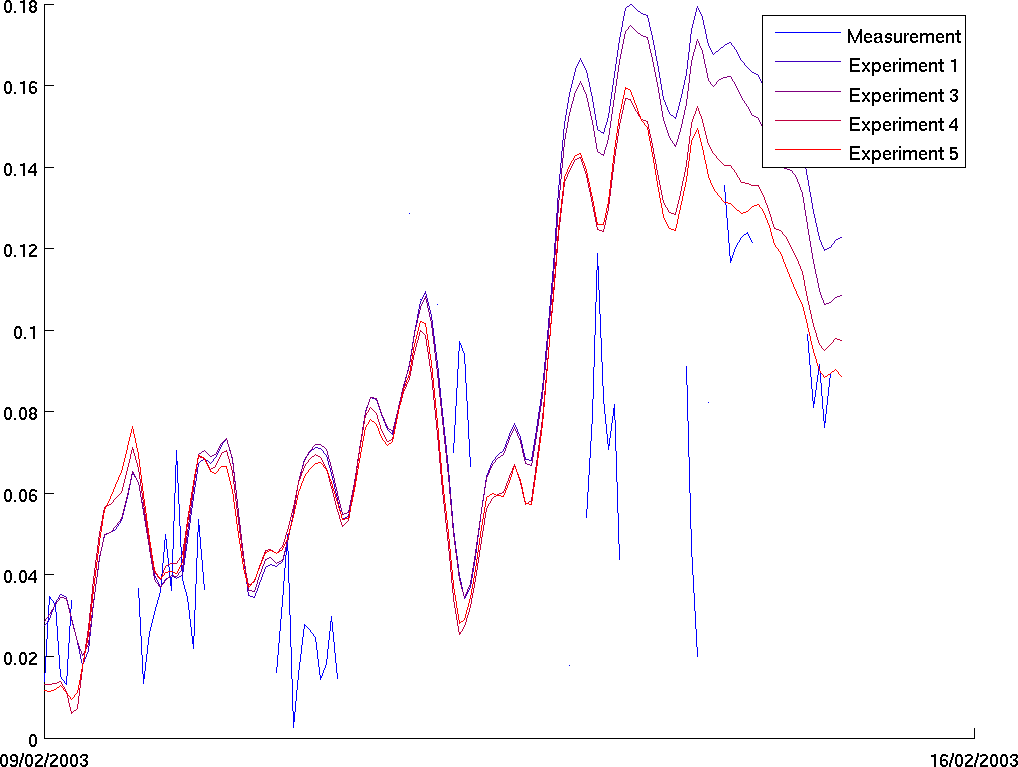 0.18
0.16
0.14
0.12
0.1
0.08
0.06
0.04
0.02
0
09/02/2003
16/02/2003
Measurement
Experiment 1
Experiment 3
Experiment 4
Experiment 5